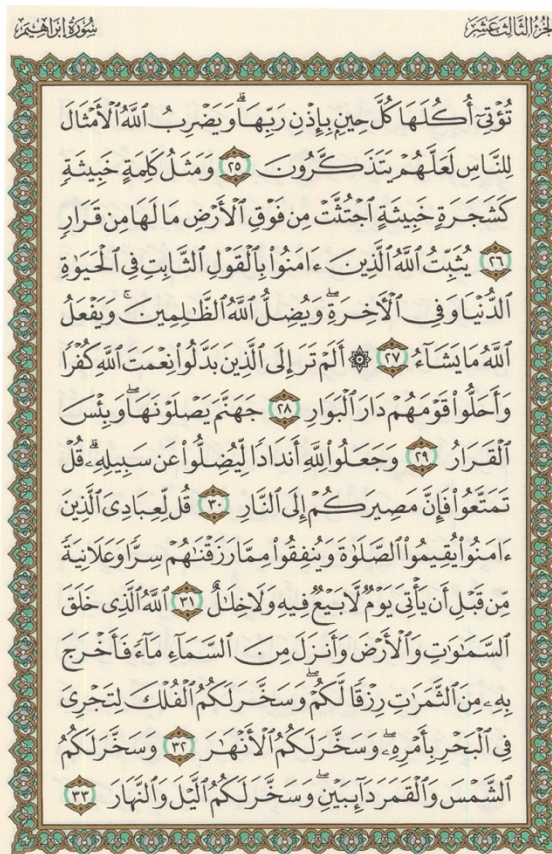 الجزء الثالث عشر
سورة إبراهيم
تُؤْتِىٓ أُكُلَهَا كُلَّ حِينٍۭ بِإِذْنِ رَبِّهَاۗ وَيَضْرِبُ ٱللَّهُ ٱلْأَمْثَالَ
لِلنَّاسِ لَعَلَّهُمْ يَتَذَكَّرُونَ ٢٥ وَمَثَلُ كَلِمَةٍ خَبِيثَةٍ
كَشَجَرَةٍ خَبِيثَةٍ ٱجْتُثَّتْ مِن فَوْقِ ٱلْأَرْضِ مَا لَهَا مِن قَرَارٍ
٢٦ يُثَبِّتُ ٱللَّهُ ٱلَّذِينَ ءَامَنُوا۟ بِٱلْقَوْلِ ٱلثَّابِتِ فِى ٱلْحَيَوٰةِ
ٱلدُّنْيَا وَفِى ٱلْءَاخِرَةِۖ وَيُضِلُّ ٱللَّهُ ٱلظَّٰلِمِينَۚ وَيَفْعَلُ
ٱللَّهُ مَا يَشَآءُ ٢٧ ۞ أَلَمْ تَرَ إِلَى ٱلَّذِينَ بَدَّلُوا۟ نِعْمَتَ ٱللَّهِ كُفْرًا
وَأَحَلُّوا۟ قَوْمَهُمْ دَارَ ٱلْبَوَارِ ٢٨ جَهَنَّمَ يَصْلَوْنَهَاۖ وَبِئْسَ
ٱلْقَرَارُ ٢٩ وَجَعَلُوا۟ لِلَّهِ أَندَادًا لِّيُضِلُّوا۟ عَن سَبِيلِهِۦۗ قُلْ
تَمَتَّعُوا۟ فَإِنَّ مَصِيرَكُمْ إِلَى ٱلنَّارِ ٣٠ قُل لِّعِبَادِىَ ٱلَّذِينَ
ءَامَنُوا۟ يُقِيمُوا۟ ٱلصَّلَوٰةَ وَيُنفِقُوا۟ مِمَّا رَزَقْنَٰهُمْ سِرًّا وَعَلَانِيَةً
مِّن قَبْلِ أَن يَأْتِىَ يَوْمٌ لَّا بَيْعٌ فِيهِ وَلَا خِلَٰلٌ ٣١ ٱللَّهُ ٱلَّذِى خَلَقَ
ٱلسَّمَٰوَٰتِ وَٱلْأَرْضَ وَأَنزَلَ مِنَ ٱلسَّمَآءِ مَآءً فَأَخْرَجَ
بِهِۦ مِنَ ٱلثَّمَرَٰتِ رِزْقًا لَّكُمْۖ وَسَخَّرَ لَكُمُ ٱلْفُلْكَ لِتَجْرِىَ
فِى ٱلْبَحْرِ بِأَمْرِهِۦۖ وَسَخَّرَ لَكُمُ ٱلْأَنْهَٰرَ ٣٢ وَسَخَّرَ لَكُمُ
ٱلشَّمْسَ وَٱلْقَمَرَ دَآئِبَيْنِۖ وَسَخَّرَ لَكُمُ ٱلَّيْلَ وَٱلنَّهَارَ ٣٣